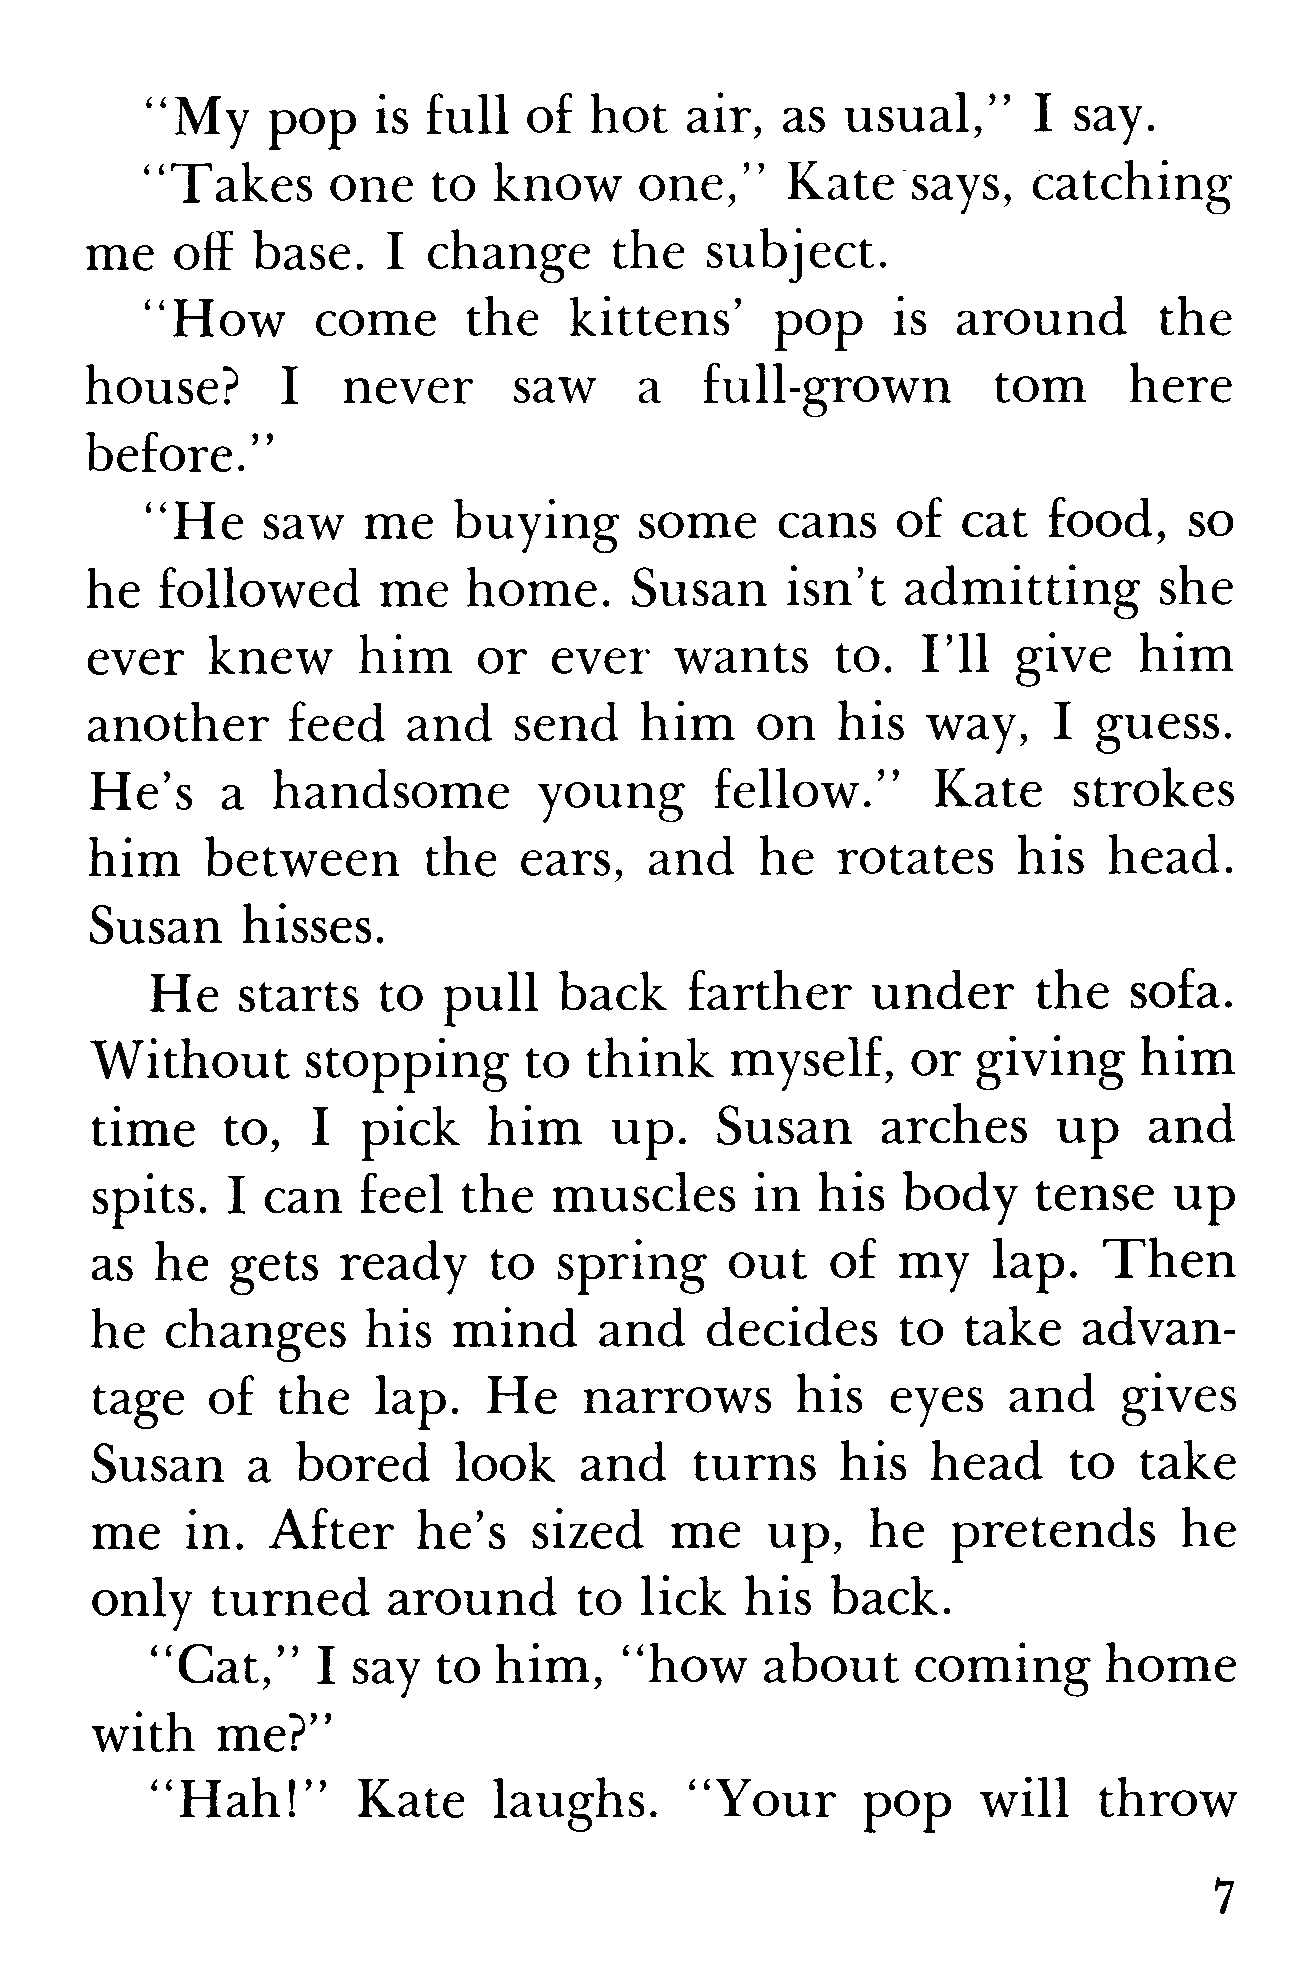 “My pop is full of hot air, as usual,” I say.
“Takes one to know one,” Kate says, catching
me off base. I change the subject.
“How come the kittens’ pop is around the
house? I never saw a full-grown tom here
before.”
“He saw me buying some cans of cat food, so
he followed me home. Susan isn’t admitting she
ever knew him or ever wants to. I’ll give him
another feed and send him on his way, I guess.
He’s a handsome young fellow.” Kate strokes
him between the ears, and he rotates his head.
Susan hisses.
He starts to pull back farther under the sofa.
Without stopping to think myself, or giving him
time to, I pick him up. Susan arches up and
spits. I can feel the muscles in his body tense up
as he gets ready to spring out of my lap. Then
he changes his mind and decides to take advan-
tage of the lap. He narrows his eyes and gives
Susan a bored look and turns his head to take
me in. After he’s sized me up, he pretends he
only turned around to lick his back.
“Cat,” I say to him, “how about coming home
with me?”
“Hah!” Kate laughs. “Your pop will throw
7